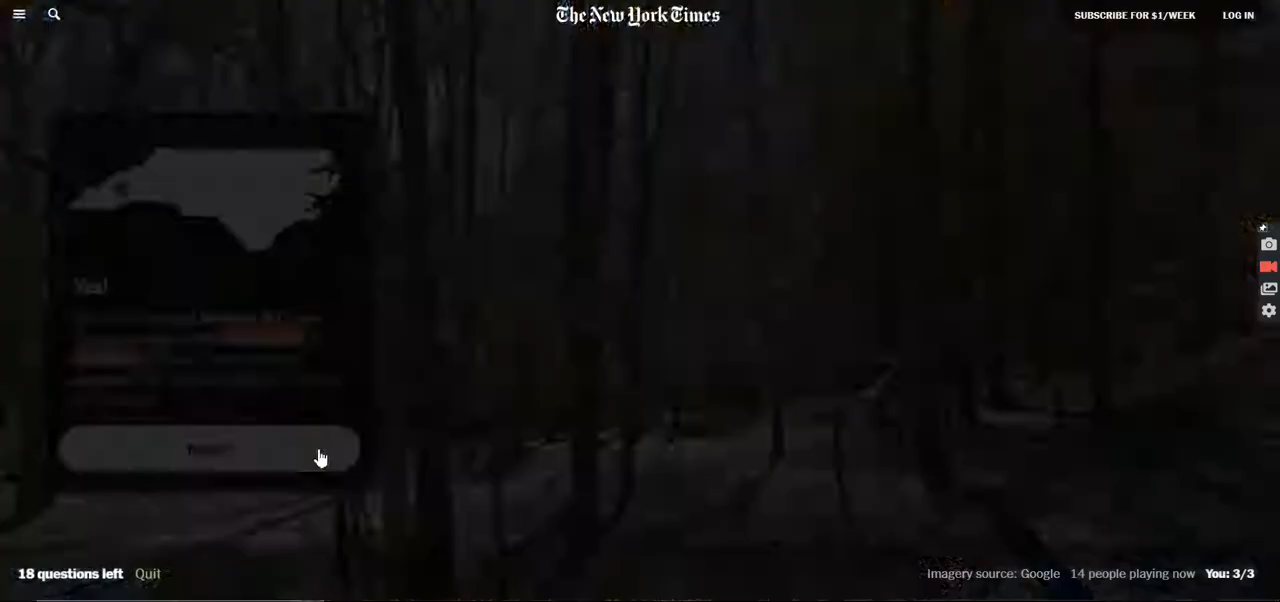 The New York Times
SUBSCRIBE FOR $1/WEEK
LOG IN
Yes!
18 questions left
Quit
Imagery source: Google
14 people playing now
You: 3/3